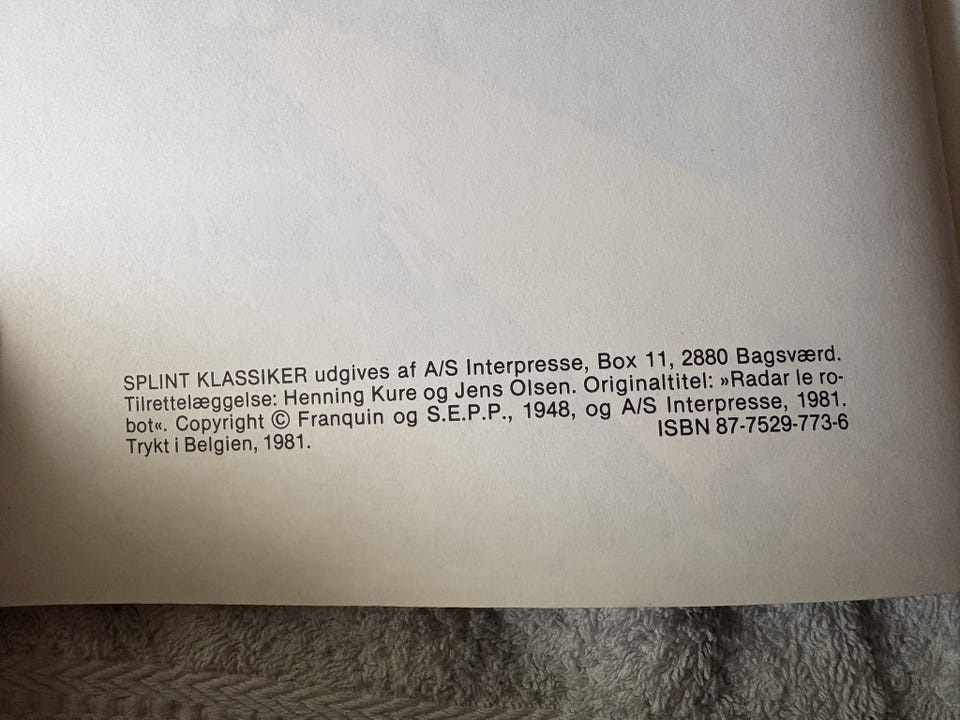 SPLINT KLASSIKER udgives af A/S Interpresse, Box 11, 2880 Bagsværd.
Tilrettelæggelse: Henning Kure og Jens Olsen. Originaltitel: »Radar le ro-
bot«. Copyright © Franquin og S.E.P.P., 1948, og A/S Interpresse, 1981.
Trykt i Belgien, 1981. ISBN 87-7529-773-6